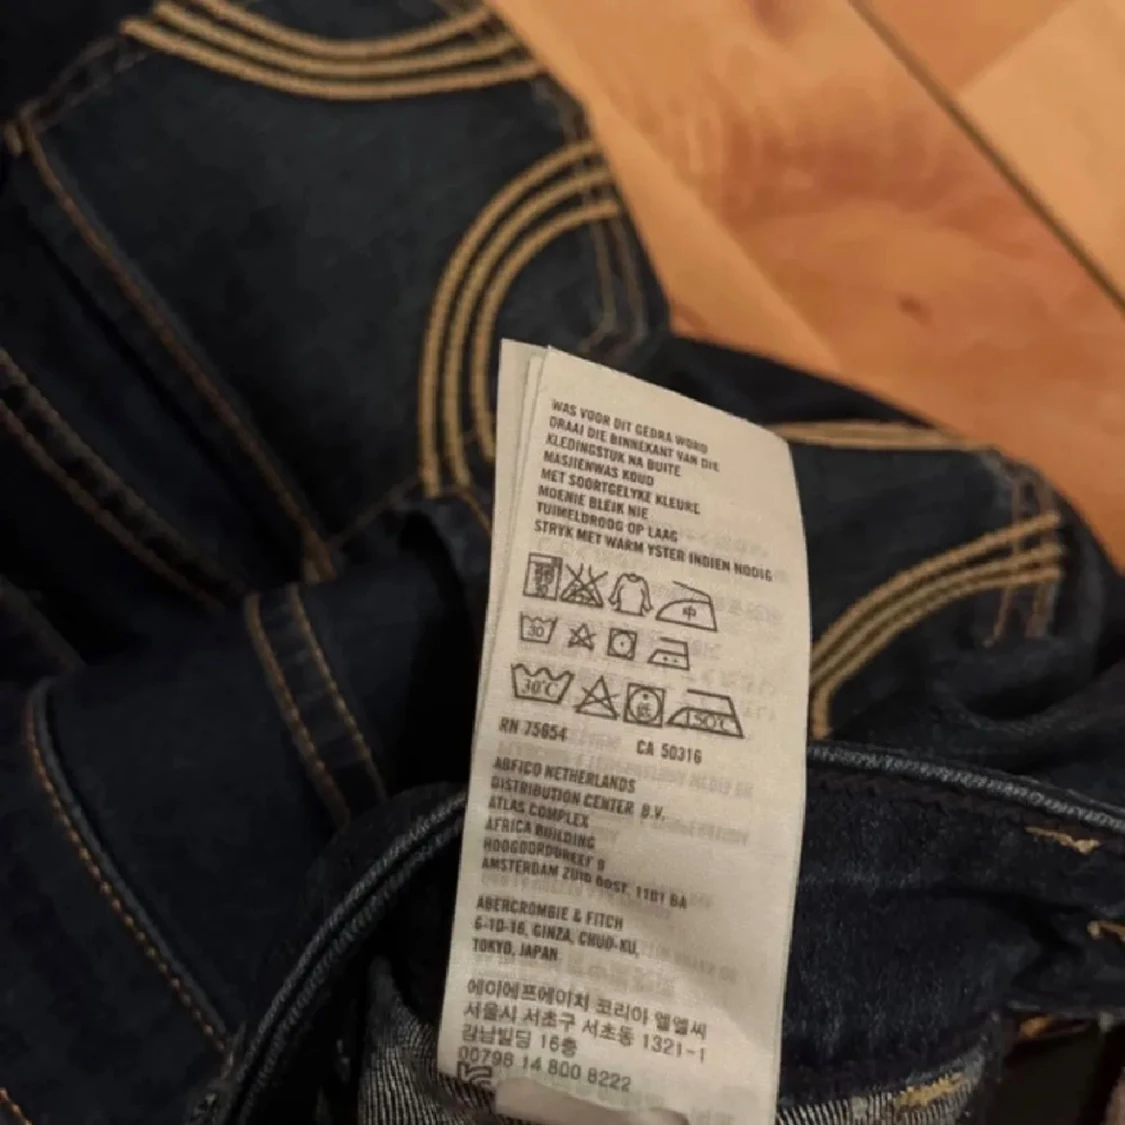 WAS VOOR DIT GEDRA WORD
DRAAI DIE BINNEKANT VAN DIE
KLEDINGSTUK NA BUITE
MASJIENWAS KOUD
MET SOORTGELYKE KLEURE
MOENIE BLEIK NIE
TUIMELDROOG OP LAAG
STRYK MET WARM YSTER INDIEN NODIG
中
30
30℃ 低 150℃
RN 75654 CA 50316
ABFICO NETHERLANDS
DISTRIBUTION CENTER B.V.
ATLAS COMPLEX
AFRICA BUILDING
HOOGOORDDREEF 9
AMSTERDAM ZUID OOST, 1101 BA
ABERCROMBIE & FITCH
6-10-16, GINZA, CHUO-KU,
TOKYO, JAPAN
에이에프에이치 코리아 엘엘씨
서울시 서초구 서초동 1321-1
강남빌딩 16층
00798 14 800 8222